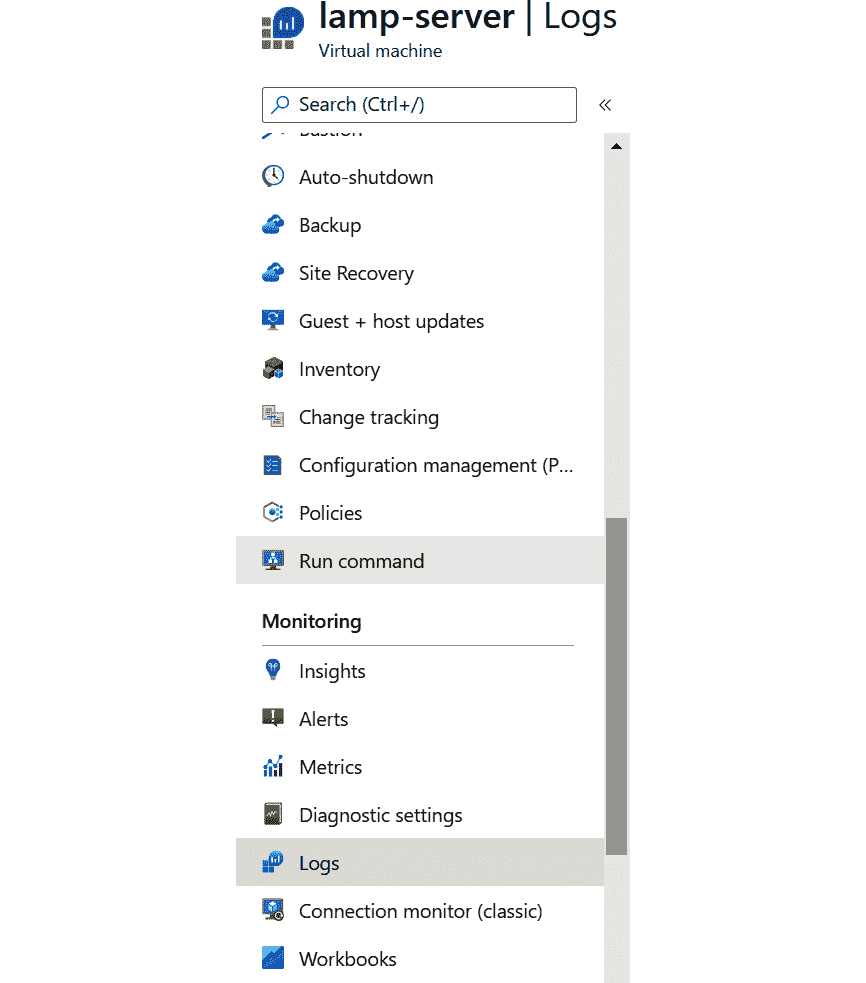 lamp-server | Logs
Virtual machine
Search (Ctrl+/)
«
Bastion
Auto-shutdown
Backup
Site Recovery
Guest + host updates
Inventory
Change tracking
Configuration management (P...
Policies
Run command
Monitoring
Insights
Alerts
Metrics
Diagnostic settings
Logs
Connection monitor (classic)
Workbooks